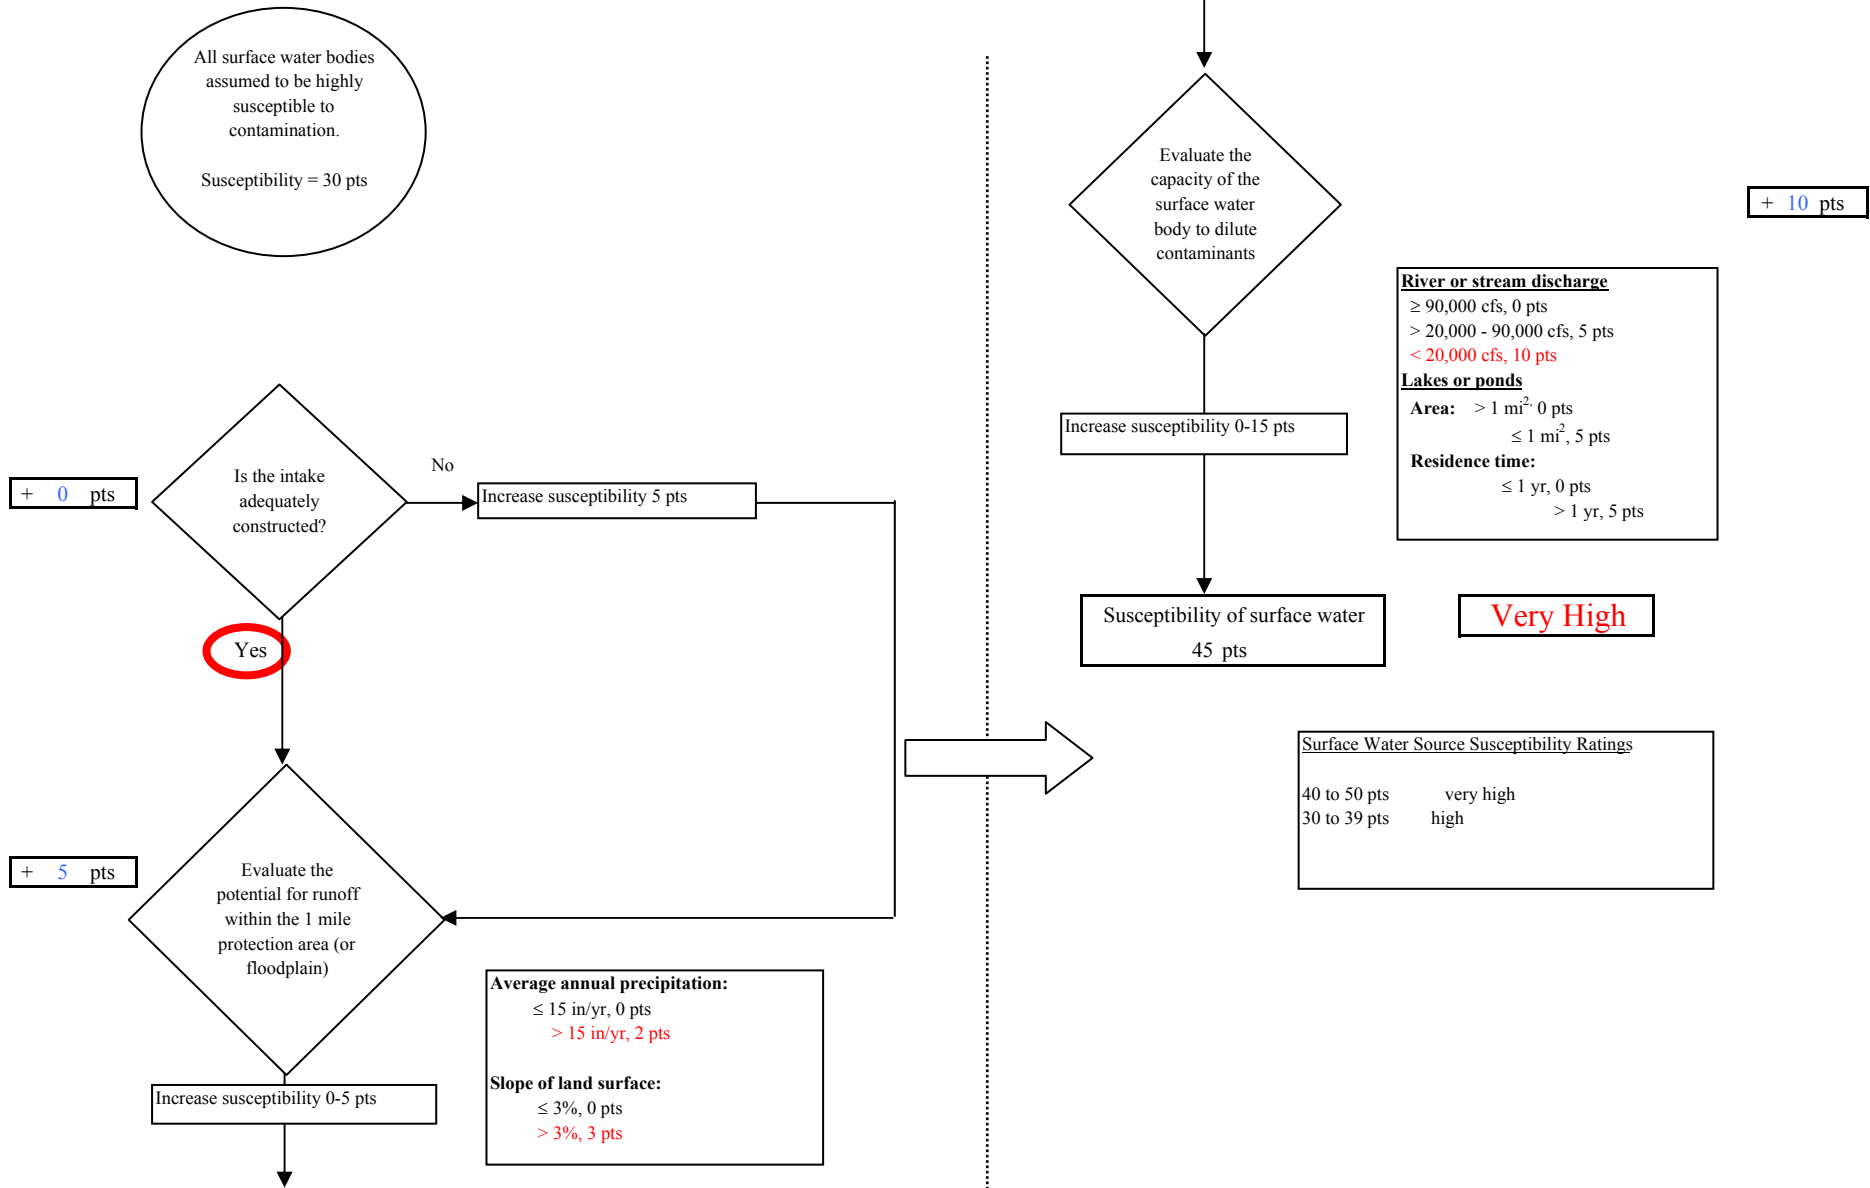 All surface water bodies
assumed to be highly
susceptible to
contamination.
Susceptibility = 30 pts
+ 0 pts
Is the intake
adequately
constructed?
No
Increase susceptibility 5 pts
Yes
+ 5 pts
Evaluate the
potential for runoff
within the 1 mile
protection area (or
floodplain)
Average annual precipitation:
≤ 15 in/yr, 0 pts
> 15 in/yr, 2 pts
Slope of land surface:
≤ 3%, 0 pts
> 3%, 3 pts
Increase susceptibility 0-5 pts
Evaluate the
capacity of the
surface water
body to dilute
contaminants
+ 10 pts
River or stream discharge
≥ 90,000 cfs, 0 pts
> 20,000 - 90,000 cfs, 5 pts
< 20,000 cfs, 10 pts
Lakes or ponds
Area: > 1 mi², 0 pts
≤ 1 mi², 5 pts
Residence time:
≤ 1 yr, 0 pts
> 1 yr, 5 pts
Increase susceptibility 0-15 pts
Susceptibility of surface water
45 pts
Very High
Surface Water Source Susceptibility Ratings
40 to 50 pts very high
30 to 39 pts high